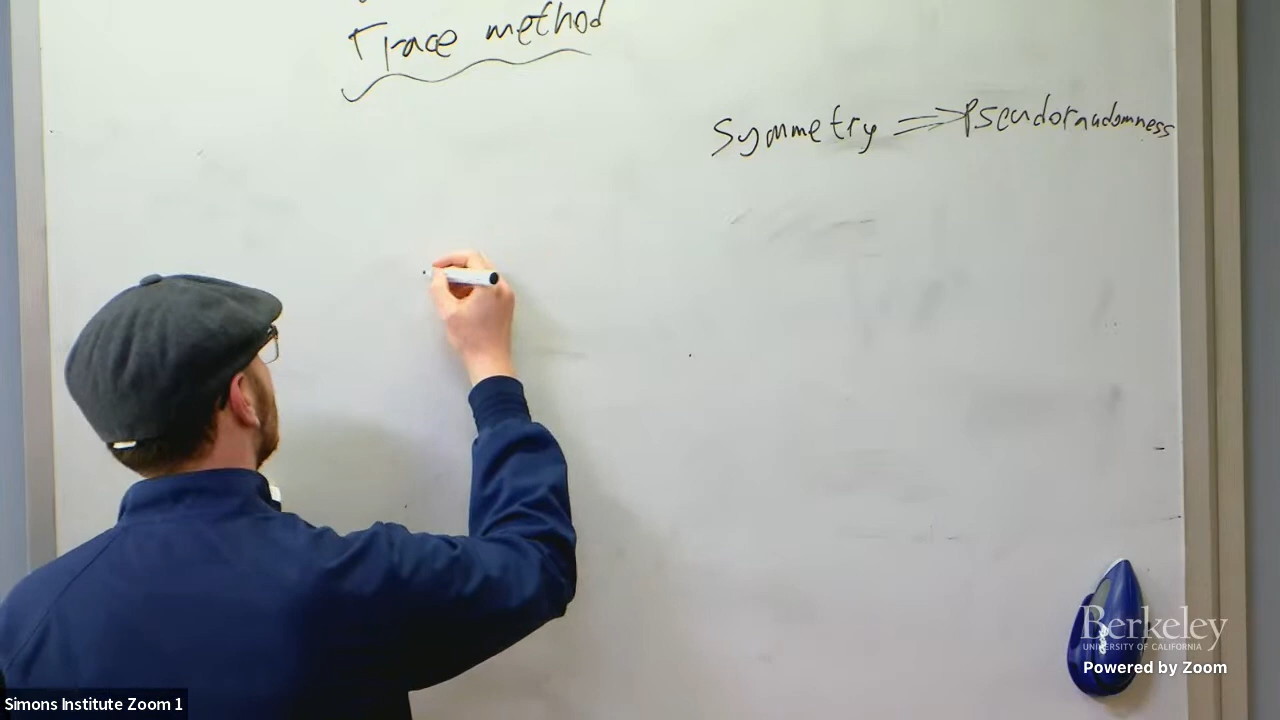 Trace method
Symmetry ⇒ Pseudorandomness
Berkeley
UNIVERSITY OF CALIFORNIA
Powered by Zoom
Simons Institute Zoom 1